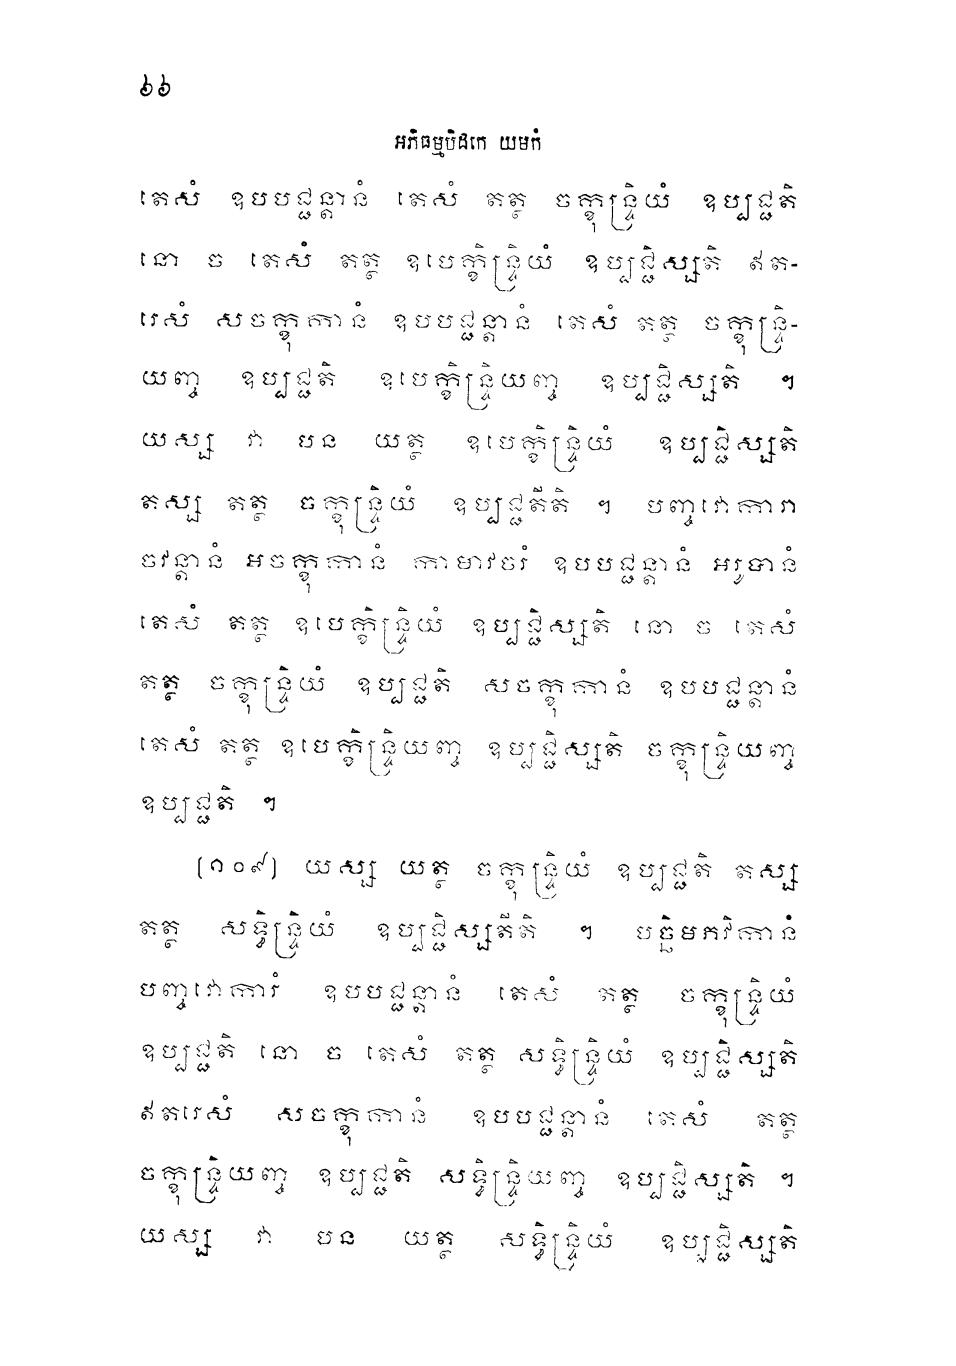 ៦៦
អភិធម្មបិដកេ យមកំ
តេសំ ឧបបជ្ជន្តានំ តេសំ តត្ថ ចក្ខុន្ទ្រិយំ ឧប្បជ្ជតិ
នោ ច តេសំ តត្ថ ឧបេក្ខិន្ទ្រិយំ ឧប្បជ្ជិស្សតិ ឥត-
រេសំ សចក្ខុកានំ ឧបបជ្ជន្តានំ តេសំ តត្ថ ចក្ខុន្ទ្រិ-
យញ្ច ឧប្បជ្ជតិ ឧបេក្ខិន្ទ្រិយញ្ច ឧប្បជ្ជិស្សតិ ។
យស្ស វា បន យត្ថ ឧបេក្ខិន្ទ្រិយំ ឧប្បជ្ជិស្សតិ
តស្ស តត្ថ ចក្ខុន្ទ្រិយំ ឧប្បជ្ជតីតិ ។ បញ្ចវោការា
ចវន្តានំ អចក្ខុកានំ កាមាវចរំ ឧបបជ្ជន្តានំ អរូបានំ
តេសំ តត្ថ ឧបេក្ខិន្ទ្រិយំ ឧប្បជ្ជិស្សតិ នោ ច តេសំ
តត្ថ ចក្ខុន្ទ្រិយំ ឧប្បជ្ជតិ សចក្ខុកានំ ឧបបជ្ជន្តានំ
តេសំ តត្ថ ឧបេក្ខិន្ទ្រិយញ្ច ឧប្បជ្ជិស្សតិ ចក្ខុន្ទ្រិយញ្ច
ឧប្បជ្ជតិ ។
[១០៩] យស្ស យត្ថ ចក្ខុន្ទ្រិយំ ឧប្បជ្ជតិ តស្ស
តត្ថ សទ្ធិន្ទ្រិយំ ឧប្បជ្ជិស្សតីតិ ។ បច្ឆិមភវិកានំ
បញ្ចវោការំ ឧបបជ្ជន្តានំ តេសំ តត្ថ ចក្ខុន្ទ្រិយំ
ឧប្បជ្ជតិ នោ ច តេសំ តត្ថ សទ្ធិន្ទ្រិយំ ឧប្បជ្ជិស្សតិ
ឥតរេសំ សចក្ខុកានំ ឧបបជ្ជន្តានំ តេសំ តត្ថ
ចក្ខុន្ទ្រិយញ្ច ឧប្បជ្ជតិ សទ្ធិន្ទ្រិយញ្ច ឧប្បជ្ជិស្សតិ ។
យស្ស វា បន យត្ថ សទ្ធិន្ទ្រិយំ ឧប្បជ្ជិស្សតិ